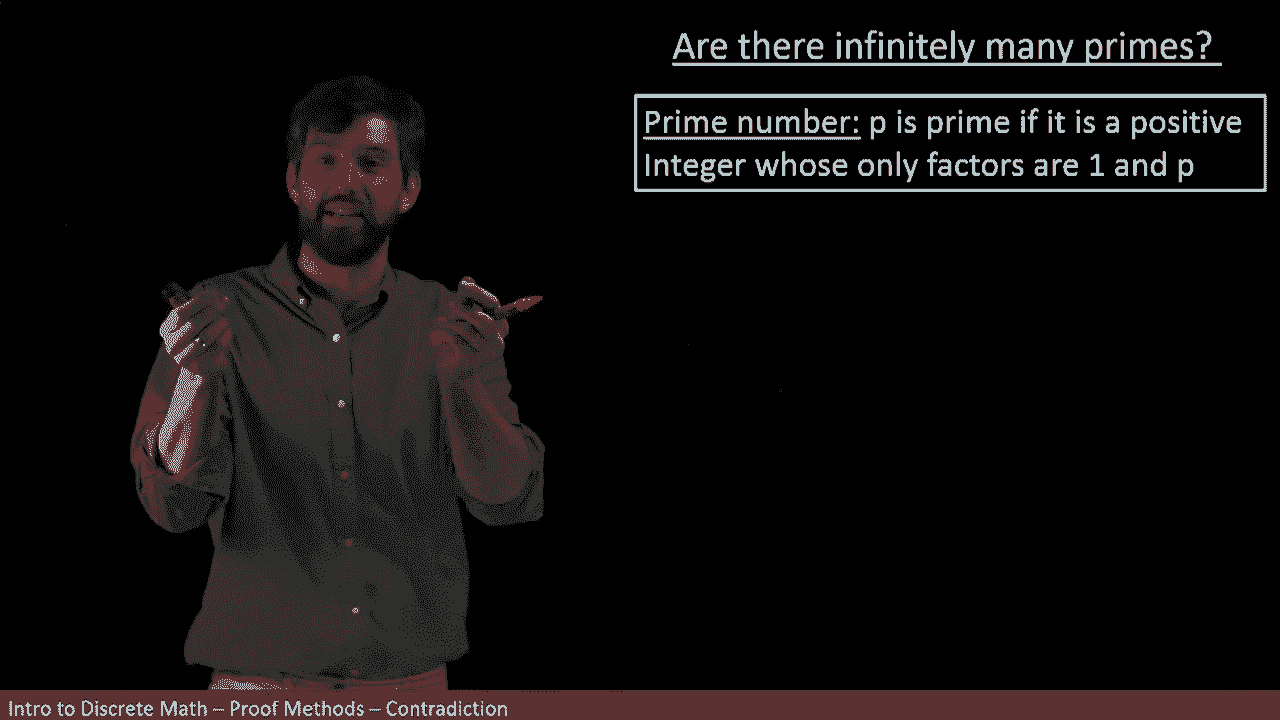 Are there infinitely many primes?
Prime number: p is prime if it is a positive
Integer whose only factors are 1 and p
Intro to Discrete Math – Proof Methods – Contradiction